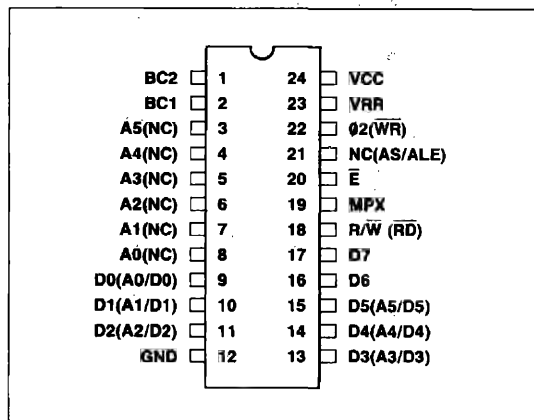 BC2 1 24 VCC
BC1 2 23 VRR
A5(NC) 3 22 Ø2(W̅R̅)
A4(NC) 4 21 NC(AS/ALE)
A3(NC) 5 20 E̅
A2(NC) 6 19 MPX
A1(NC) 7 18 R/W̅ (R̅D̅)
A0(NC) 8 17 D7
D0(A0/D0) 9 16 D6
D1(A1/D1) 10 15 D5(A5/D5)
D2(A2/D2) 11 14 D4(A4/D4)
GND 12 13 D3(A3/D3)